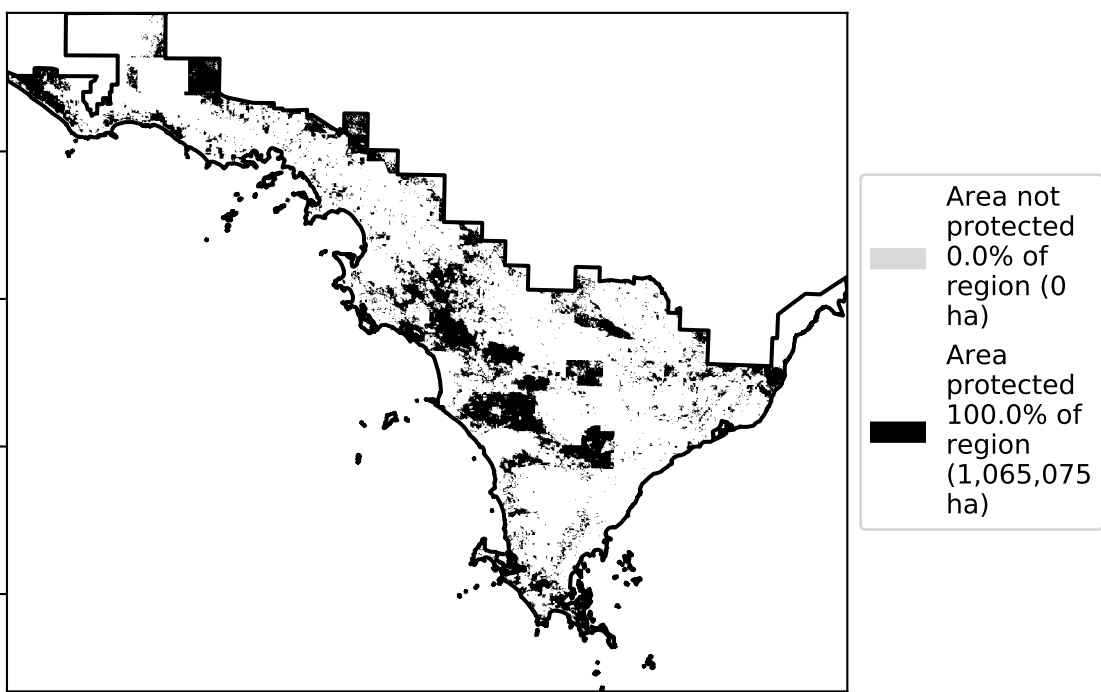 Area not
protected
0.0% of
region (0
ha)
Area
protected
100.0% of
region
(1,065,075
ha)